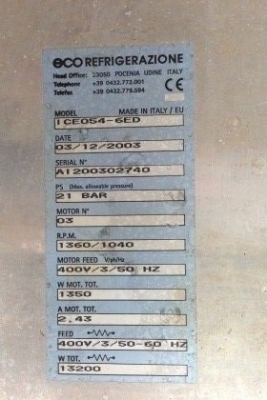 eco REFRIGERAZIONE
Head Office: 33050 POCENIA UDINE ITALY
Telephone +39 0432.772.001
Telefax +39 0432.779.594
CE
MODEL MADE IN ITALY / EU
ICE054-6ED
DATE
03/12/2003
SERIAL N°
A1200302740
PS (Max. allowable pressure)
21 BAR
MOTOR N°
03
R.P.M.
1360/1040
MOTOR FEED V/ph/Hz
400V/3/50 HZ
W MOT. TOT.
1350
A MOT. TOT.
2.43
FEED
400V/3/50-60 HZ
W TOT.
13200